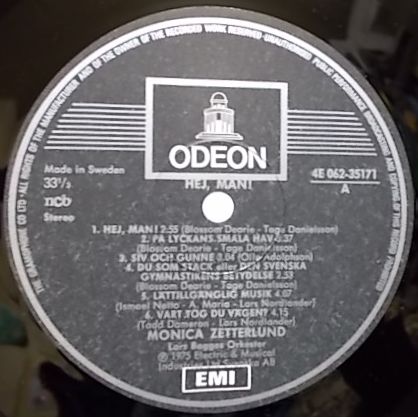 ALL RIGHTS OF THE MANUFACTURER AND OF THE OWNER OF THE RECORDED WORK RESERVED · UNAUTHORISED PUBLIC PERFORMANCE BROADCASTING AND COPYING OF THIS RECORD PROHIBITED
THE GRAMOPHONE CO LTD ·
ODEON
Made in Sweden
33⅓
ncb
Stereo
4E 062-35171
A
HEJ, MAN!
1. HEJ, MAN! 2:55 (Blossom Dearie - Tage Danielsson)
2. PÅ LYCKANS SMALA HAV
(Blossom Dearie - Tage Danielsson)
3. SIV OCH GUNNE 3.04 (Olle Adolphson)
4. DU SOM STACK eller DEN SVENSKA
GYMNASTIKENS BETYDELSE 2.53
(Blossom Dearie - Tage Danielsson)
5. LÄTTILLGÄNGLIG MUSIK 4.07
(Ismael Netto - A. Maria - Lars Nordlander)
6. VART TOG DU VÄGEN? 4.15
(Tadd Dameron - Lars Nordlander)
MONICA ZETTERLUND
Lars Bagges Orkester
℗ 1975 Electric & Musical
Industries Ltd Svenska AB
EMI